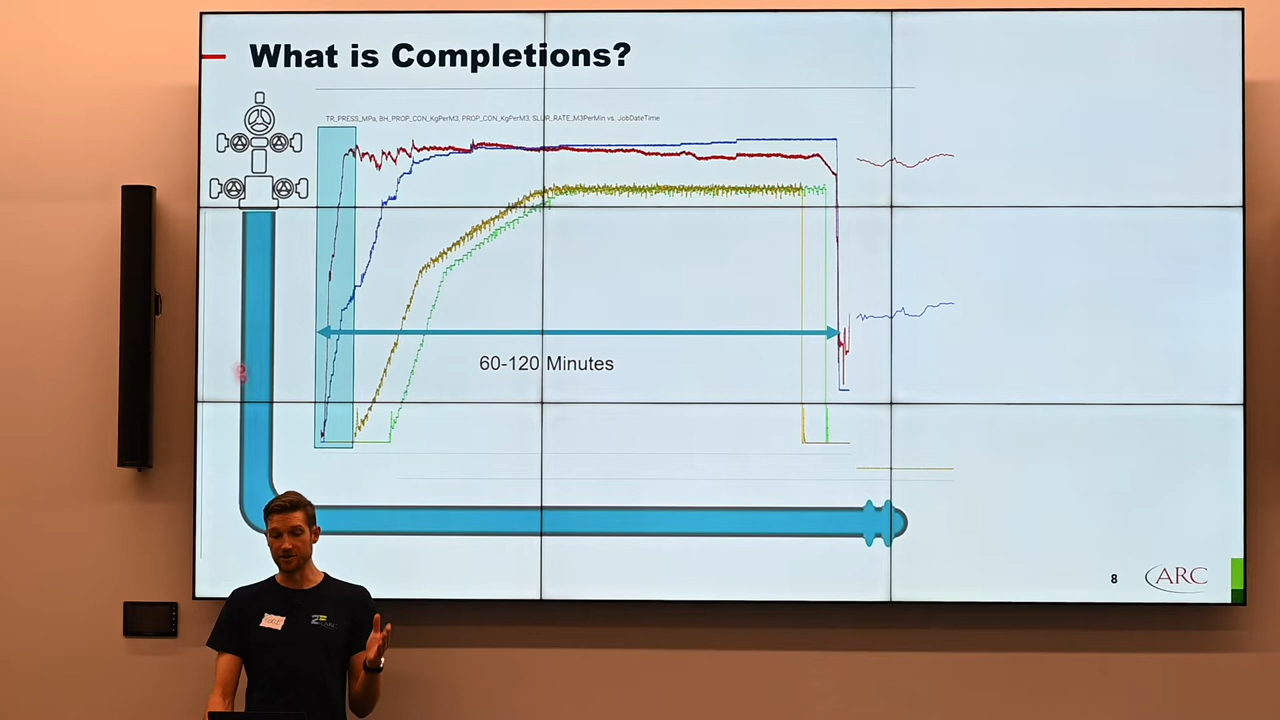 What is Completions?
TR_PRESS_MPa, BH_PROP_CON_KgPerM3, PROP_CON_KgPerM3, SLUR_RATE_M3PerMin vs. JobDateTime
60-120 Minutes
8
ARC